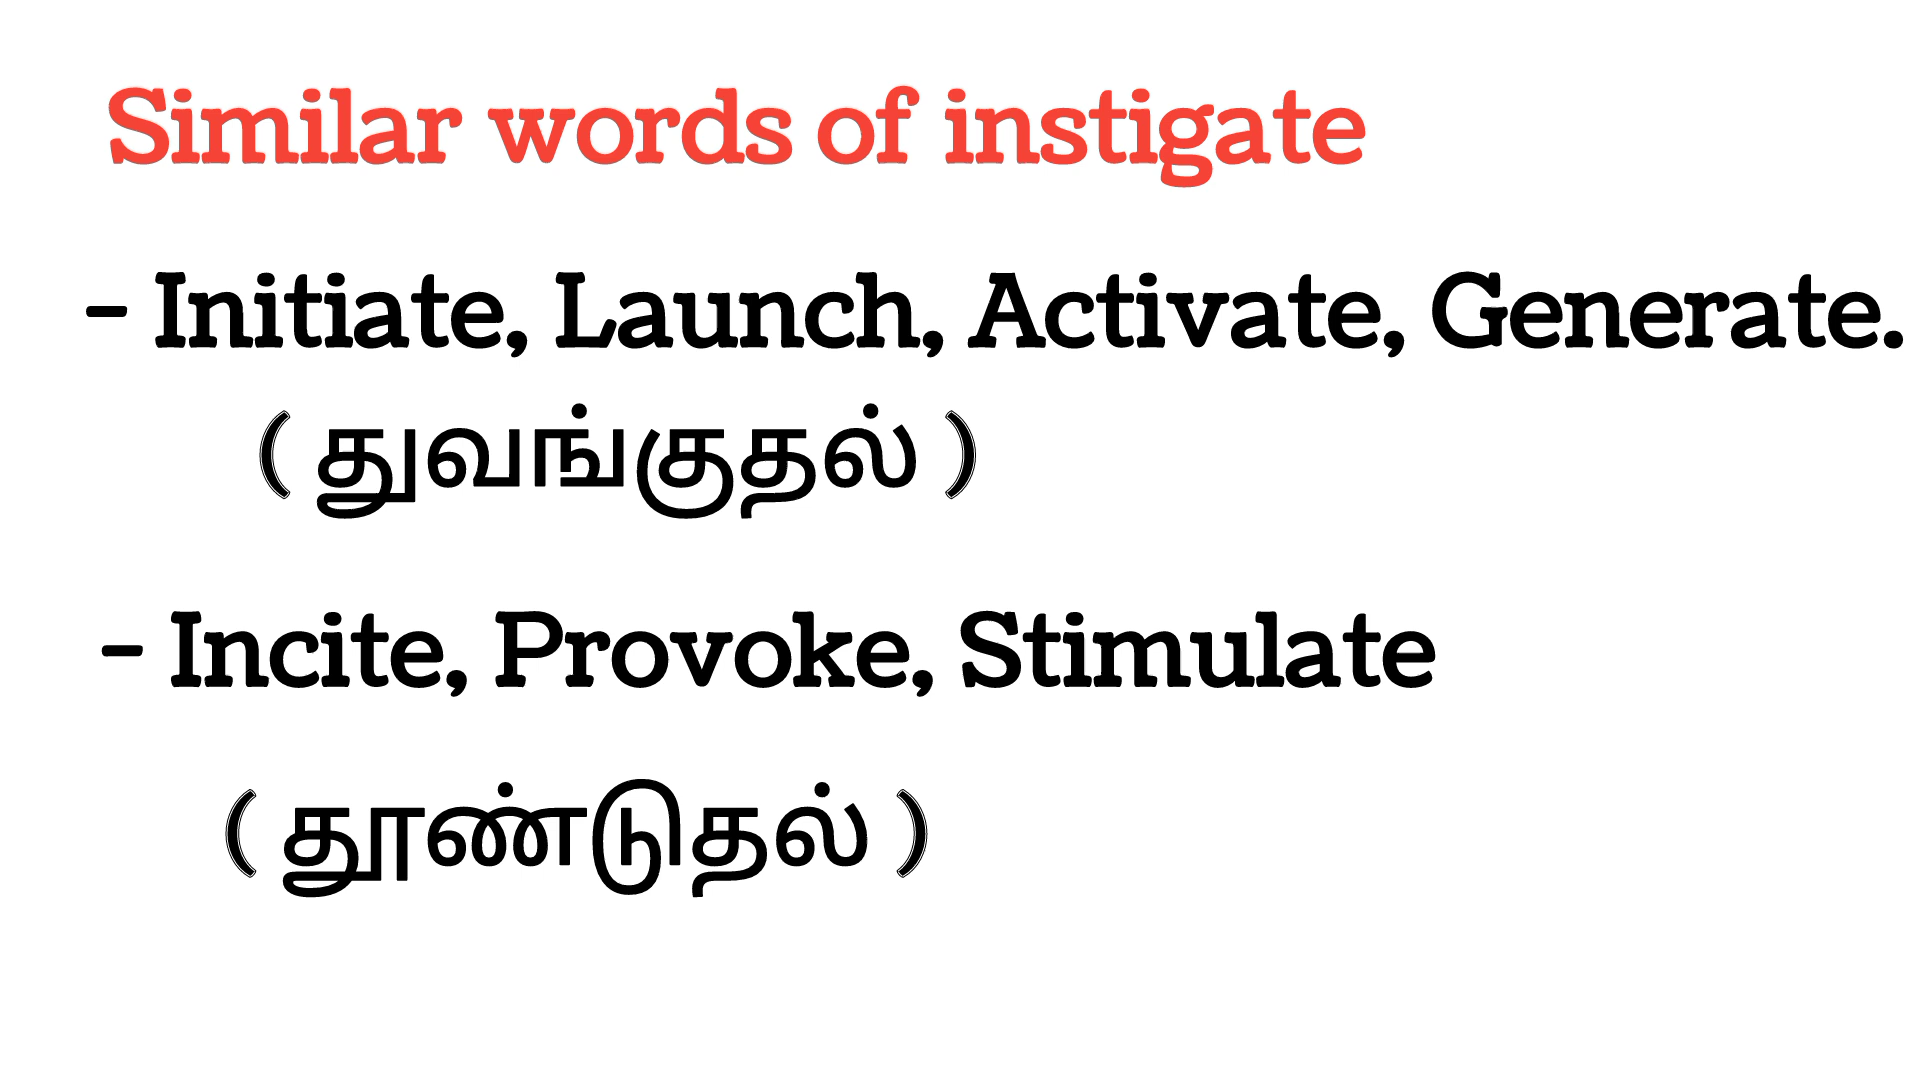 Similar words of instigate
- Initiate, Launch, Activate, Generate.
( துவங்குதல் )
- Incite, Provoke, Stimulate
( தூண்டுதல் )